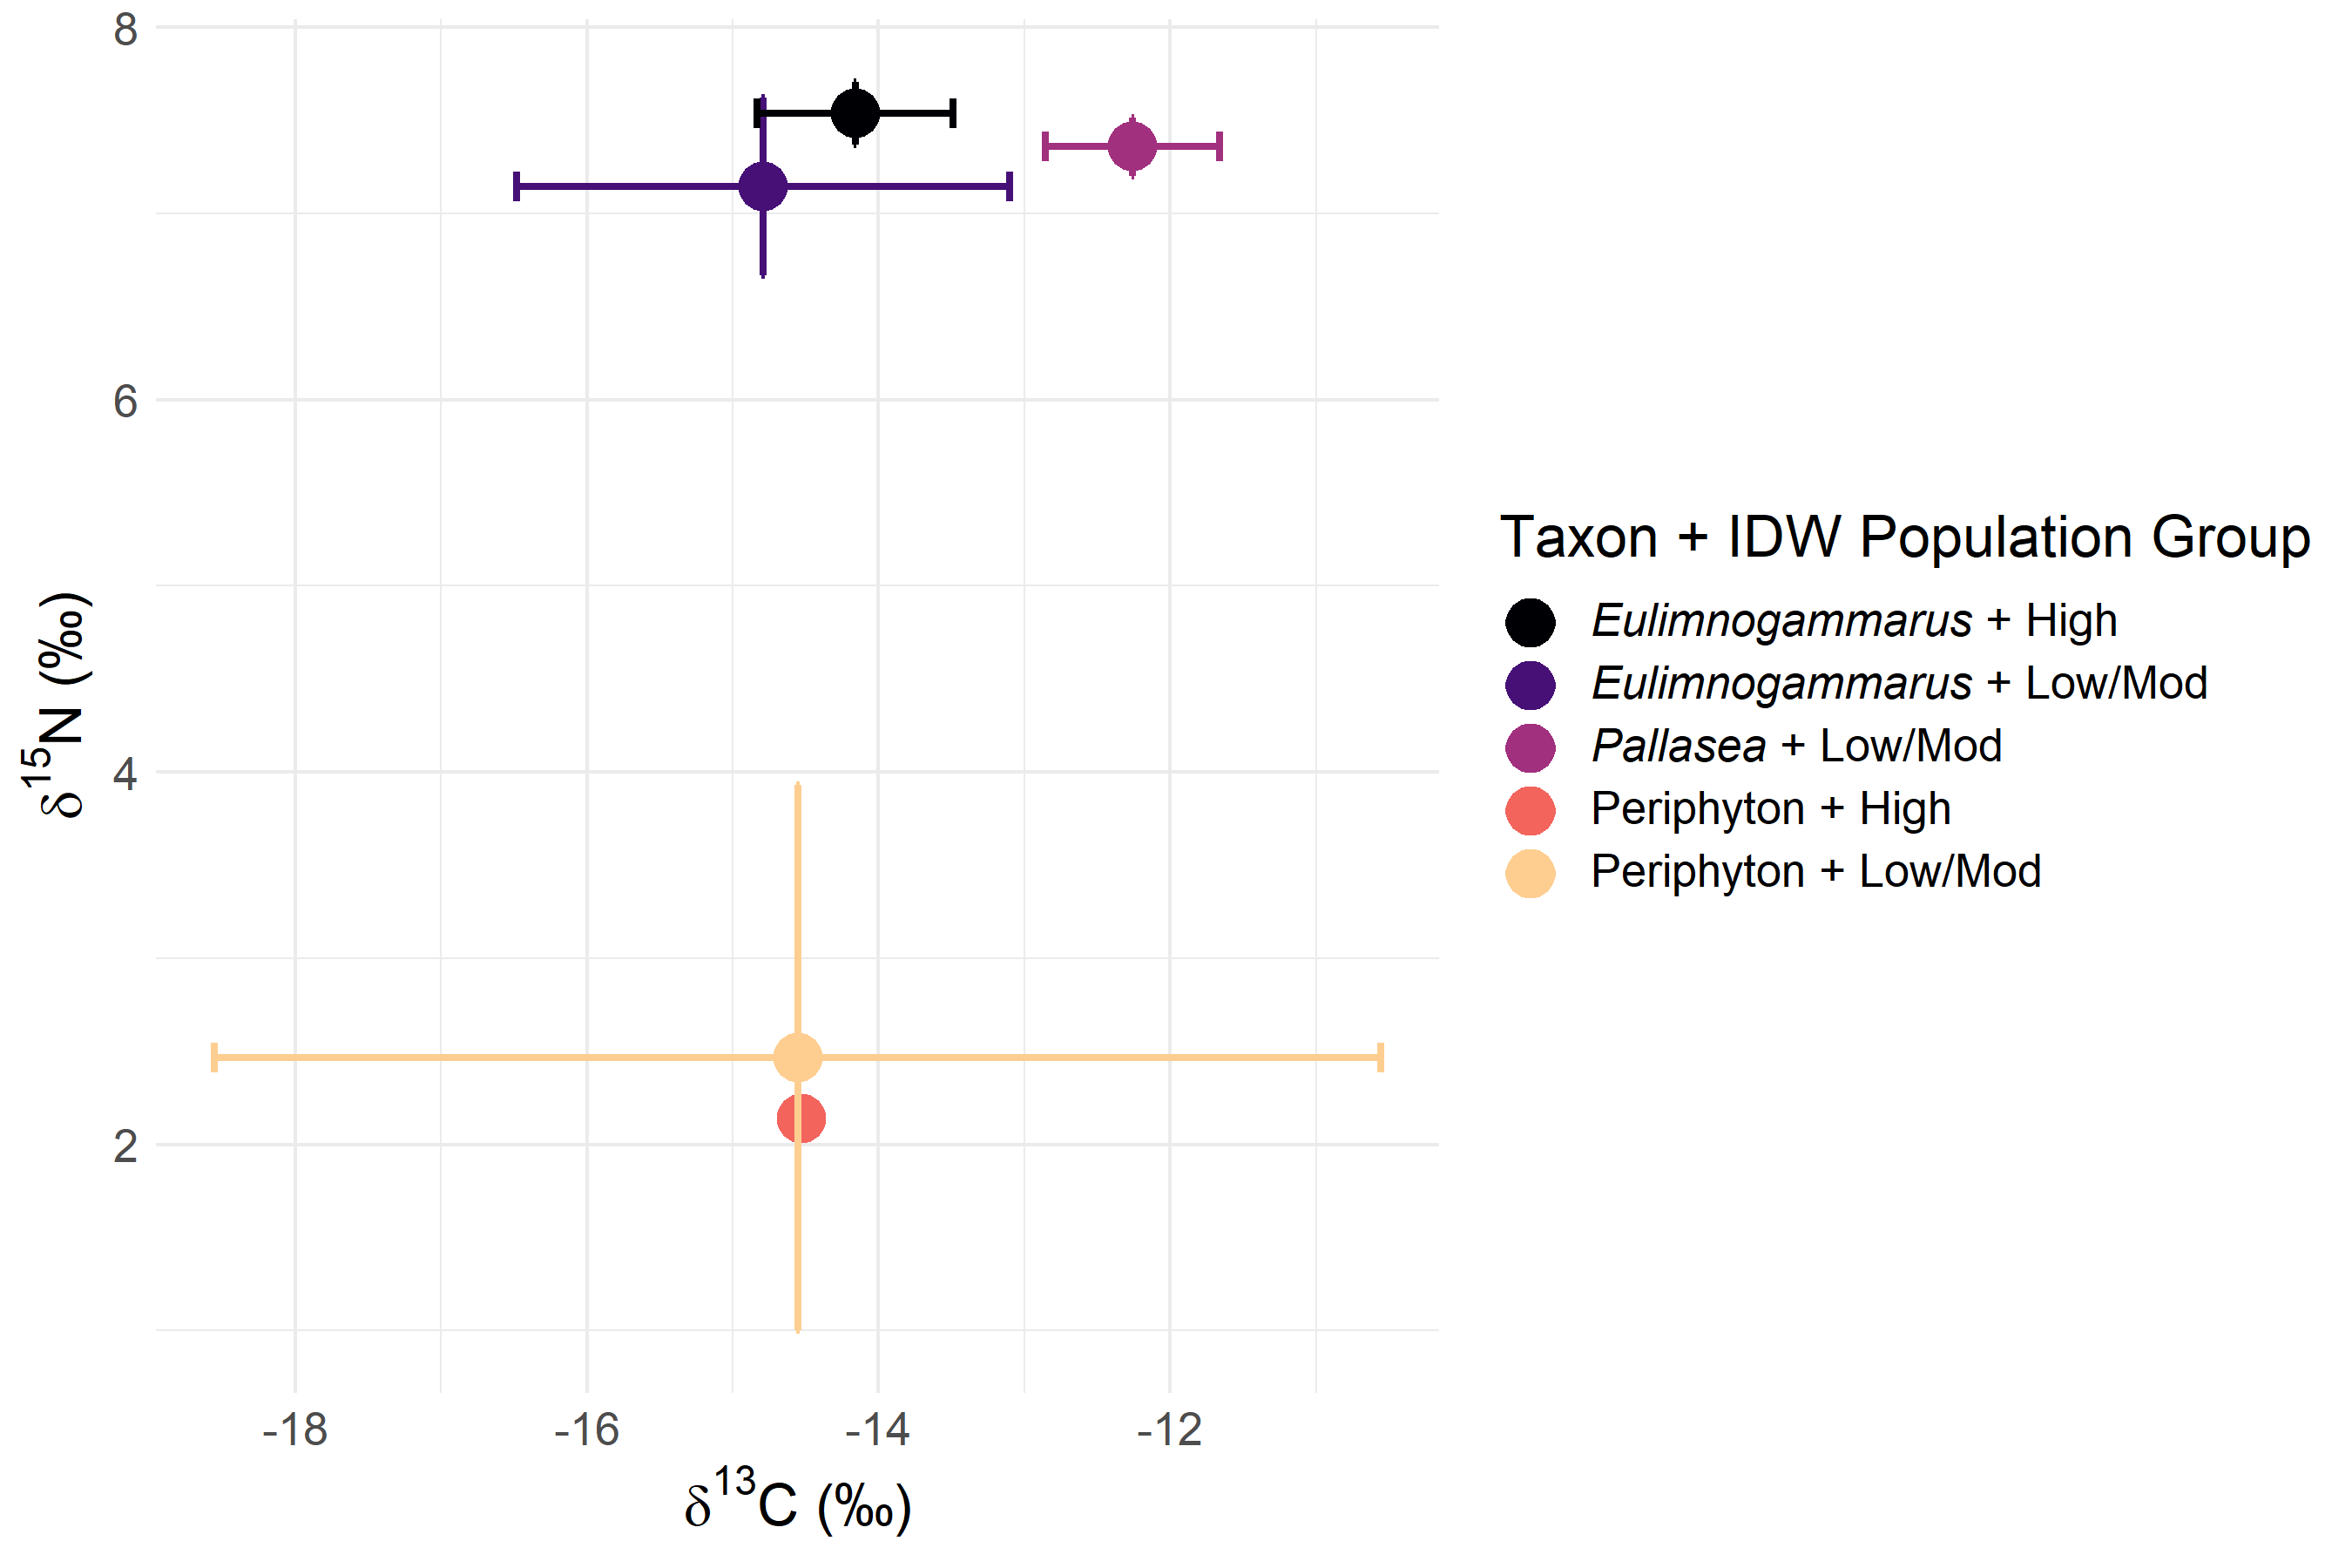 8
6
4
2
δ15N (‰)
-18 -16 -14 -12
δ13C (‰)
Taxon + IDW Population Group
Eulimnogammarus + High
Eulimnogammarus + Low/Mod
Pallasea + Low/Mod
Periphyton + High
Periphyton + Low/Mod